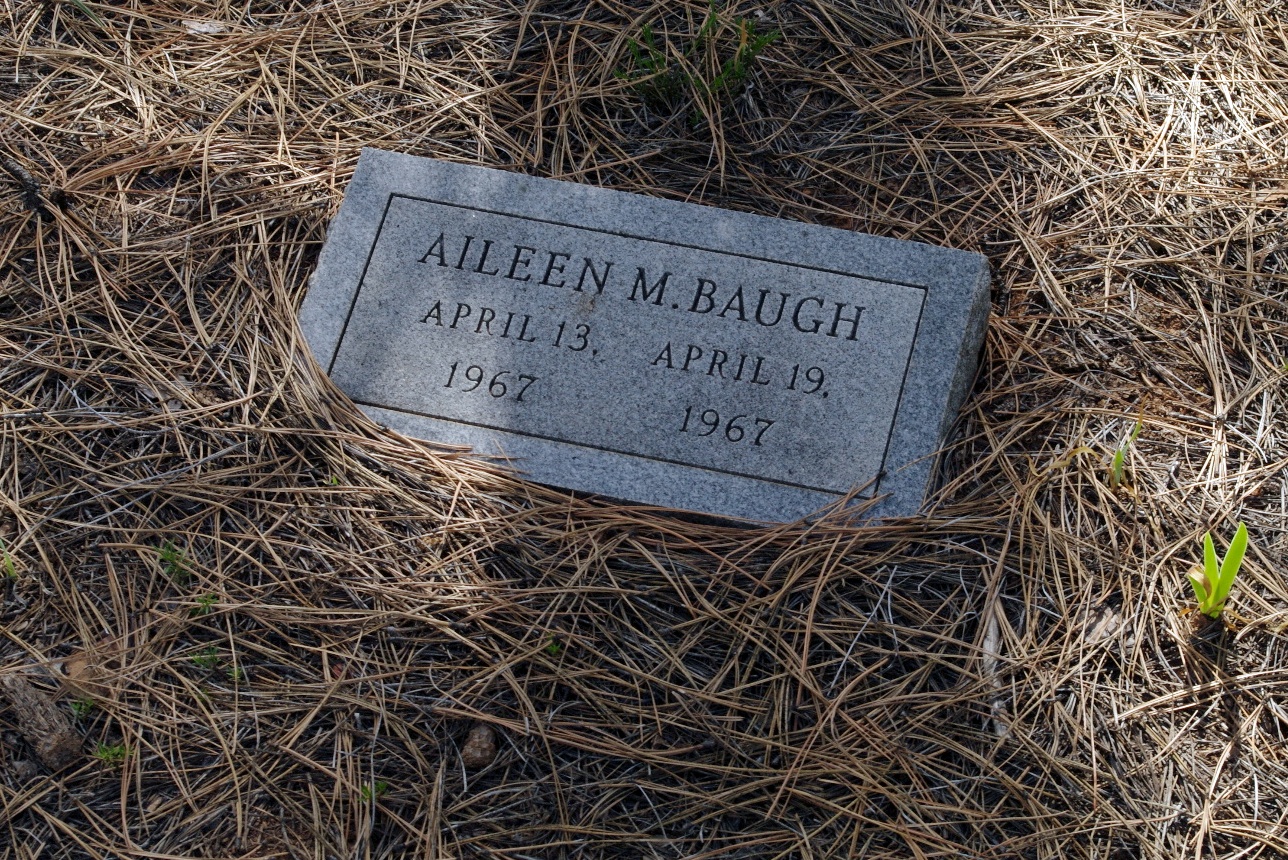 AILEEN M. BAUGH
APRIL 13, APRIL 19,
1967 1967